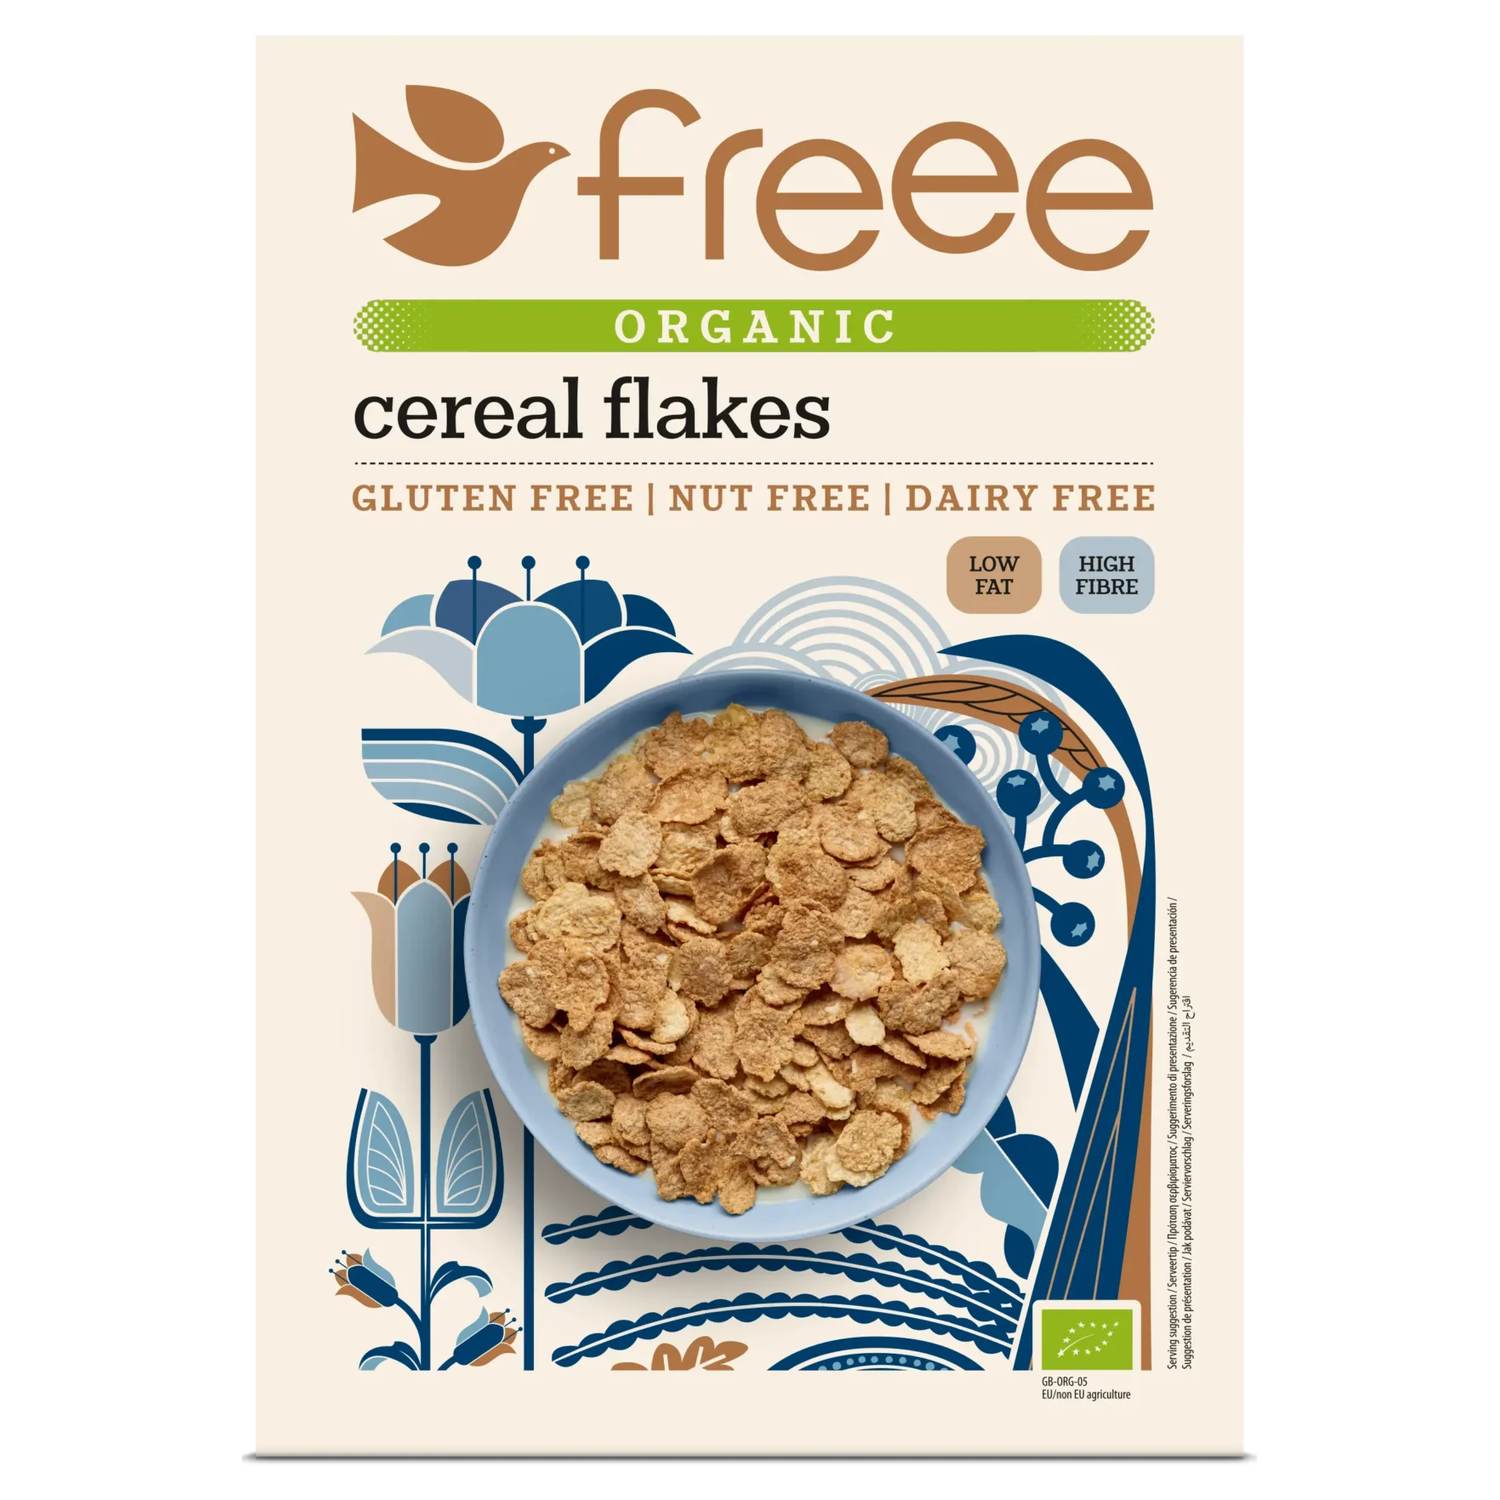 freee
ORGANIC
cereal flakes
GLUTEN FREE | NUT FREE | DAIRY FREE
LOW
FAT
HIGH
FIBRE
Serving suggestion / Serveertip / Πρόταση σερβιρίσματος / Suggerimento di presentazione / Sugerencia de presentación /
Suggestion de présentation / Jak podávat / Serviervorschlag / Serveringsforslag / اقتراح التقديم
GB-ORG-05
EU/non EU agriculture